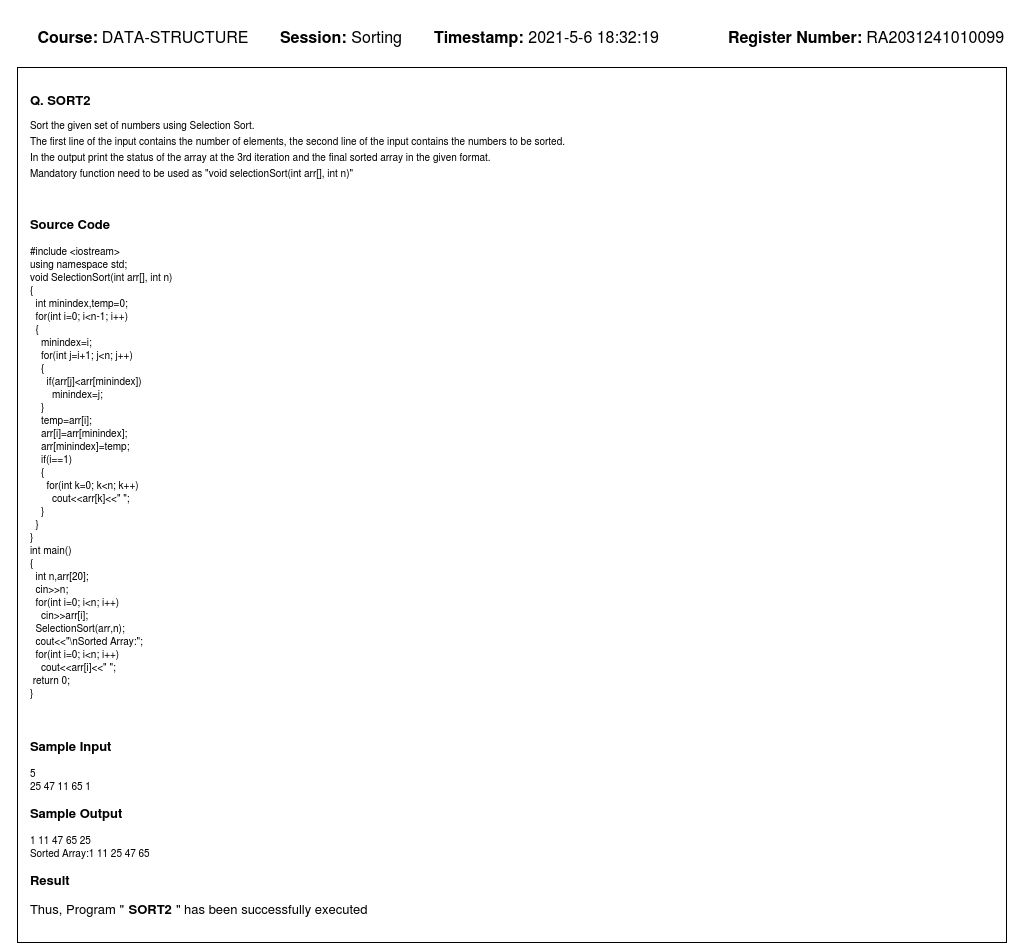 Course: DATA-STRUCTURE Session: Sorting Timestamp: 2021-5-6 18:32:19 Register Number: RA2031241010099
Q. SORT2
Sort the given set of numbers using Selection Sort.
The first line of the input contains the number of elements, the second line of the input contains the numbers to be sorted.
In the output print the status of the array at the 3rd iteration and the final sorted array in the given format.
Mandatory function need to be used as "void selectionSort(int arr[], int n)"
Source Code
#include <iostream>
using namespace std;
void SelectionSort(int arr[], int n)
{
  int minindex,temp=0;
  for(int i=0; i<n-1; i++)
  {
    minindex=i;
    for(int j=i+1; j<n; j++)
    {
      if(arr[j]<arr[minindex])
        minindex=j;
    }
    temp=arr[i];
    arr[i]=arr[minindex];
    arr[minindex]=temp;
    if(i==1)
    {
      for(int k=0; k<n; k++)
        cout<<arr[k]<<" ";
    }
  }
}
int main()
{
  int n,arr[20];
  cin>>n;
  for(int i=0; i<n; i++)
    cin>>arr[i];
  SelectionSort(arr,n);
  cout<<"\nSorted Array:";
  for(int i=0; i<n; i++)
    cout<<arr[i]<<" ";
 return 0;
}
Sample Input
5
25 47 11 65 1
Sample Output
1 11 47 65 25
Sorted Array:1 11 25 47 65
Result
Thus, Program " SORT2 " has been successfully executed